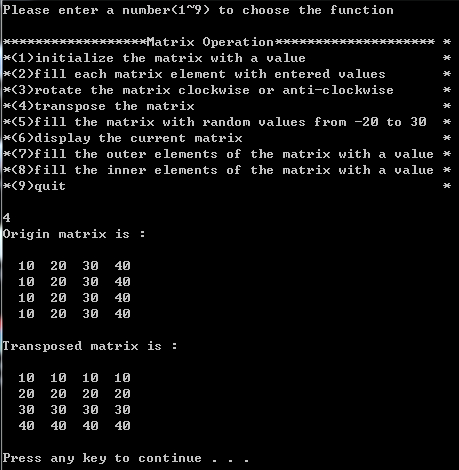 Please enter a number(1~9) to choose the function
******************Matrix Operation***************** *
*(1)initialize the matrix with a value *
*(2)fill each matrix element with entered values *
*(3)rotate the matrix clockwise or anti-clockwise *
*(4)transpose the matrix *
*(5)fill the matrix with random values from -20 to 30 *
*(6)display the current matrix *
*(7)fill the outer elements of the matrix with a value *
*(8)fill the inner elements of the matrix with a value *
*(9)quit *
4
Origin matrix is :
10 20 30 40
10 20 30 40
10 20 30 40
10 20 30 40
Transposed matrix is :
10 10 10 10
20 20 20 20
30 30 30 30
40 40 40 40
Press any key to continue . . .